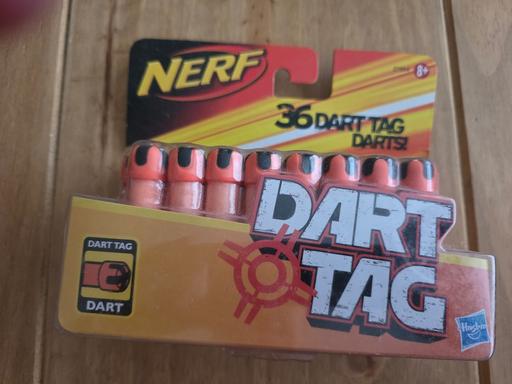 NERF
8+
36 DART TAG
DARTS!
DART
TAG
DART TAG
DART
Hasbro